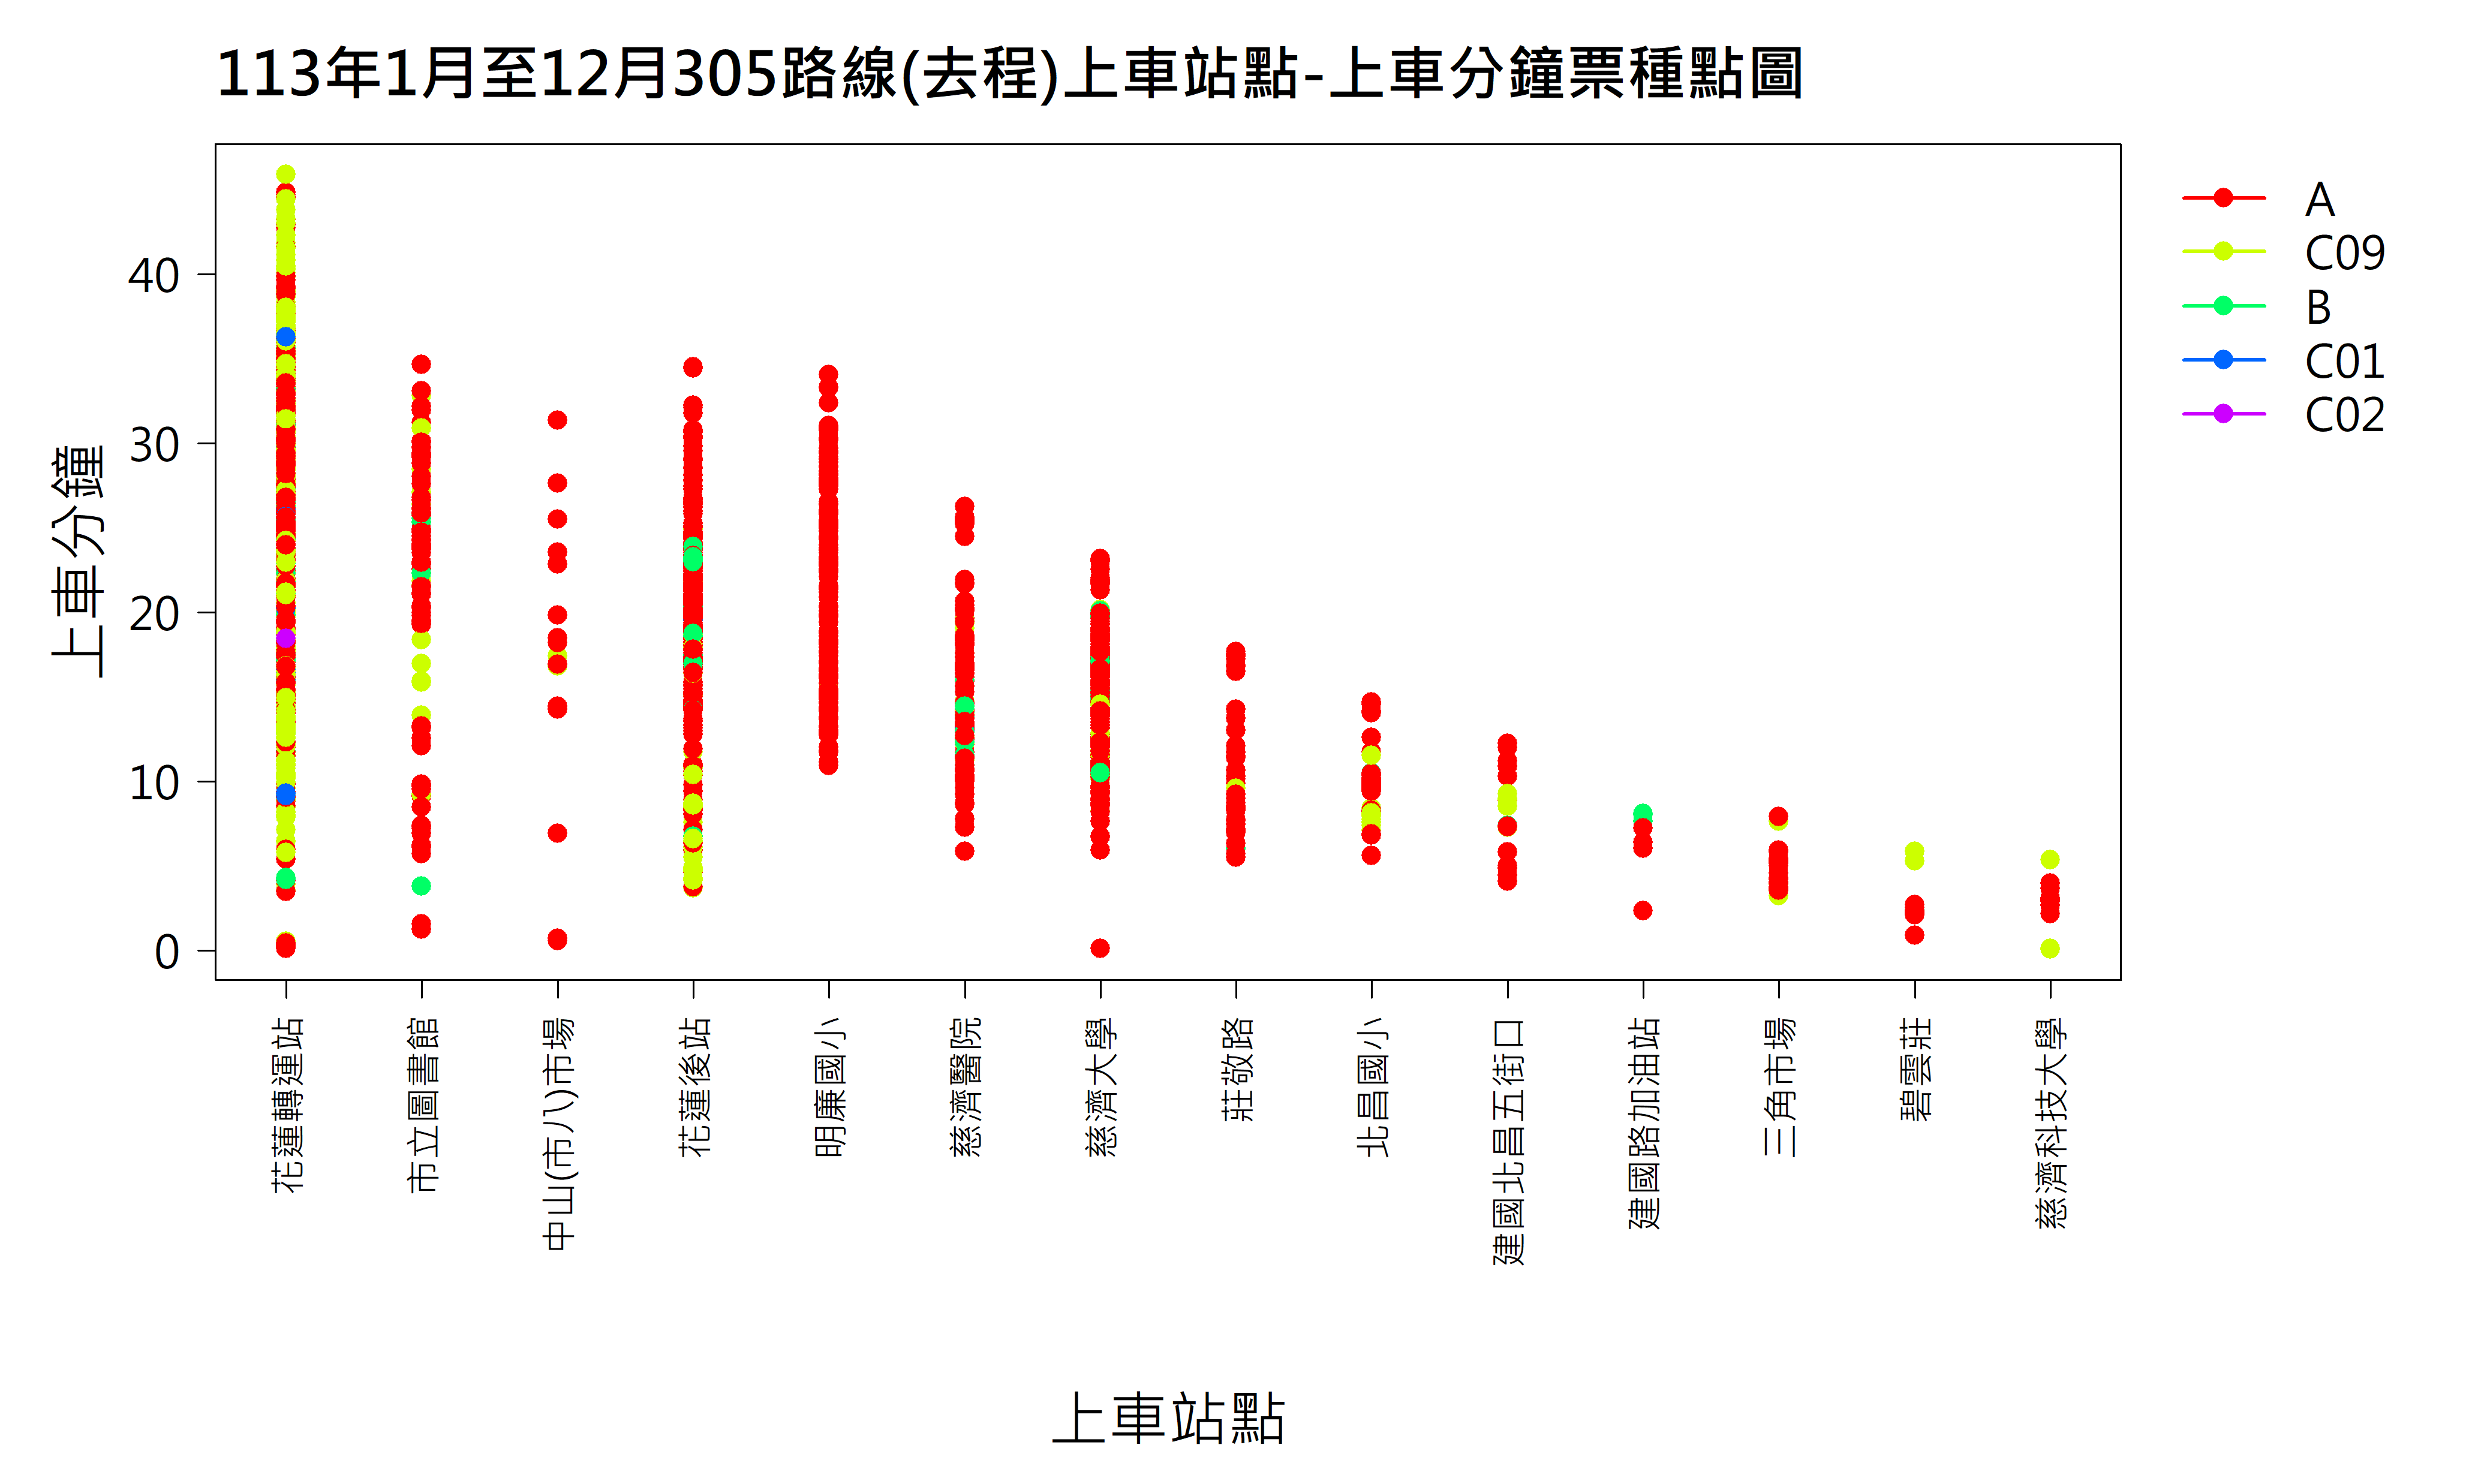 113年1月至12月305路線(去程)上車站點-上車分鐘票種點圖
上車分鐘
40
30
20
10
0
A
C09
B
C01
C02
花蓮轉運站
市立圖書館
中山(市八)市場
花蓮後站
明廉國小
慈濟醫院
慈濟大學
莊敬路
北昌國小
建國北昌五街口
建國路加油站
三角市場
碧雲莊
慈濟科技大學
上車站點